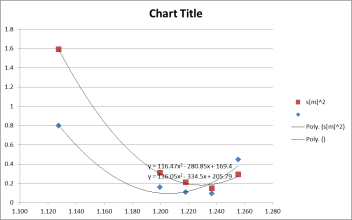 Chart Title
1.8
1.6
1.4
1.2
1
0.8
0.6
0.4
0.2
0
y = 116.47x² - 280.85x + 169.4
y = 136.05x² - 334.5x + 205.79
s[m]^2
Poly. (s[m]^2)
Poly. ()
1.100 1.120 1.140 1.160 1.180 1.200 1.220 1.240 1.260 1.280